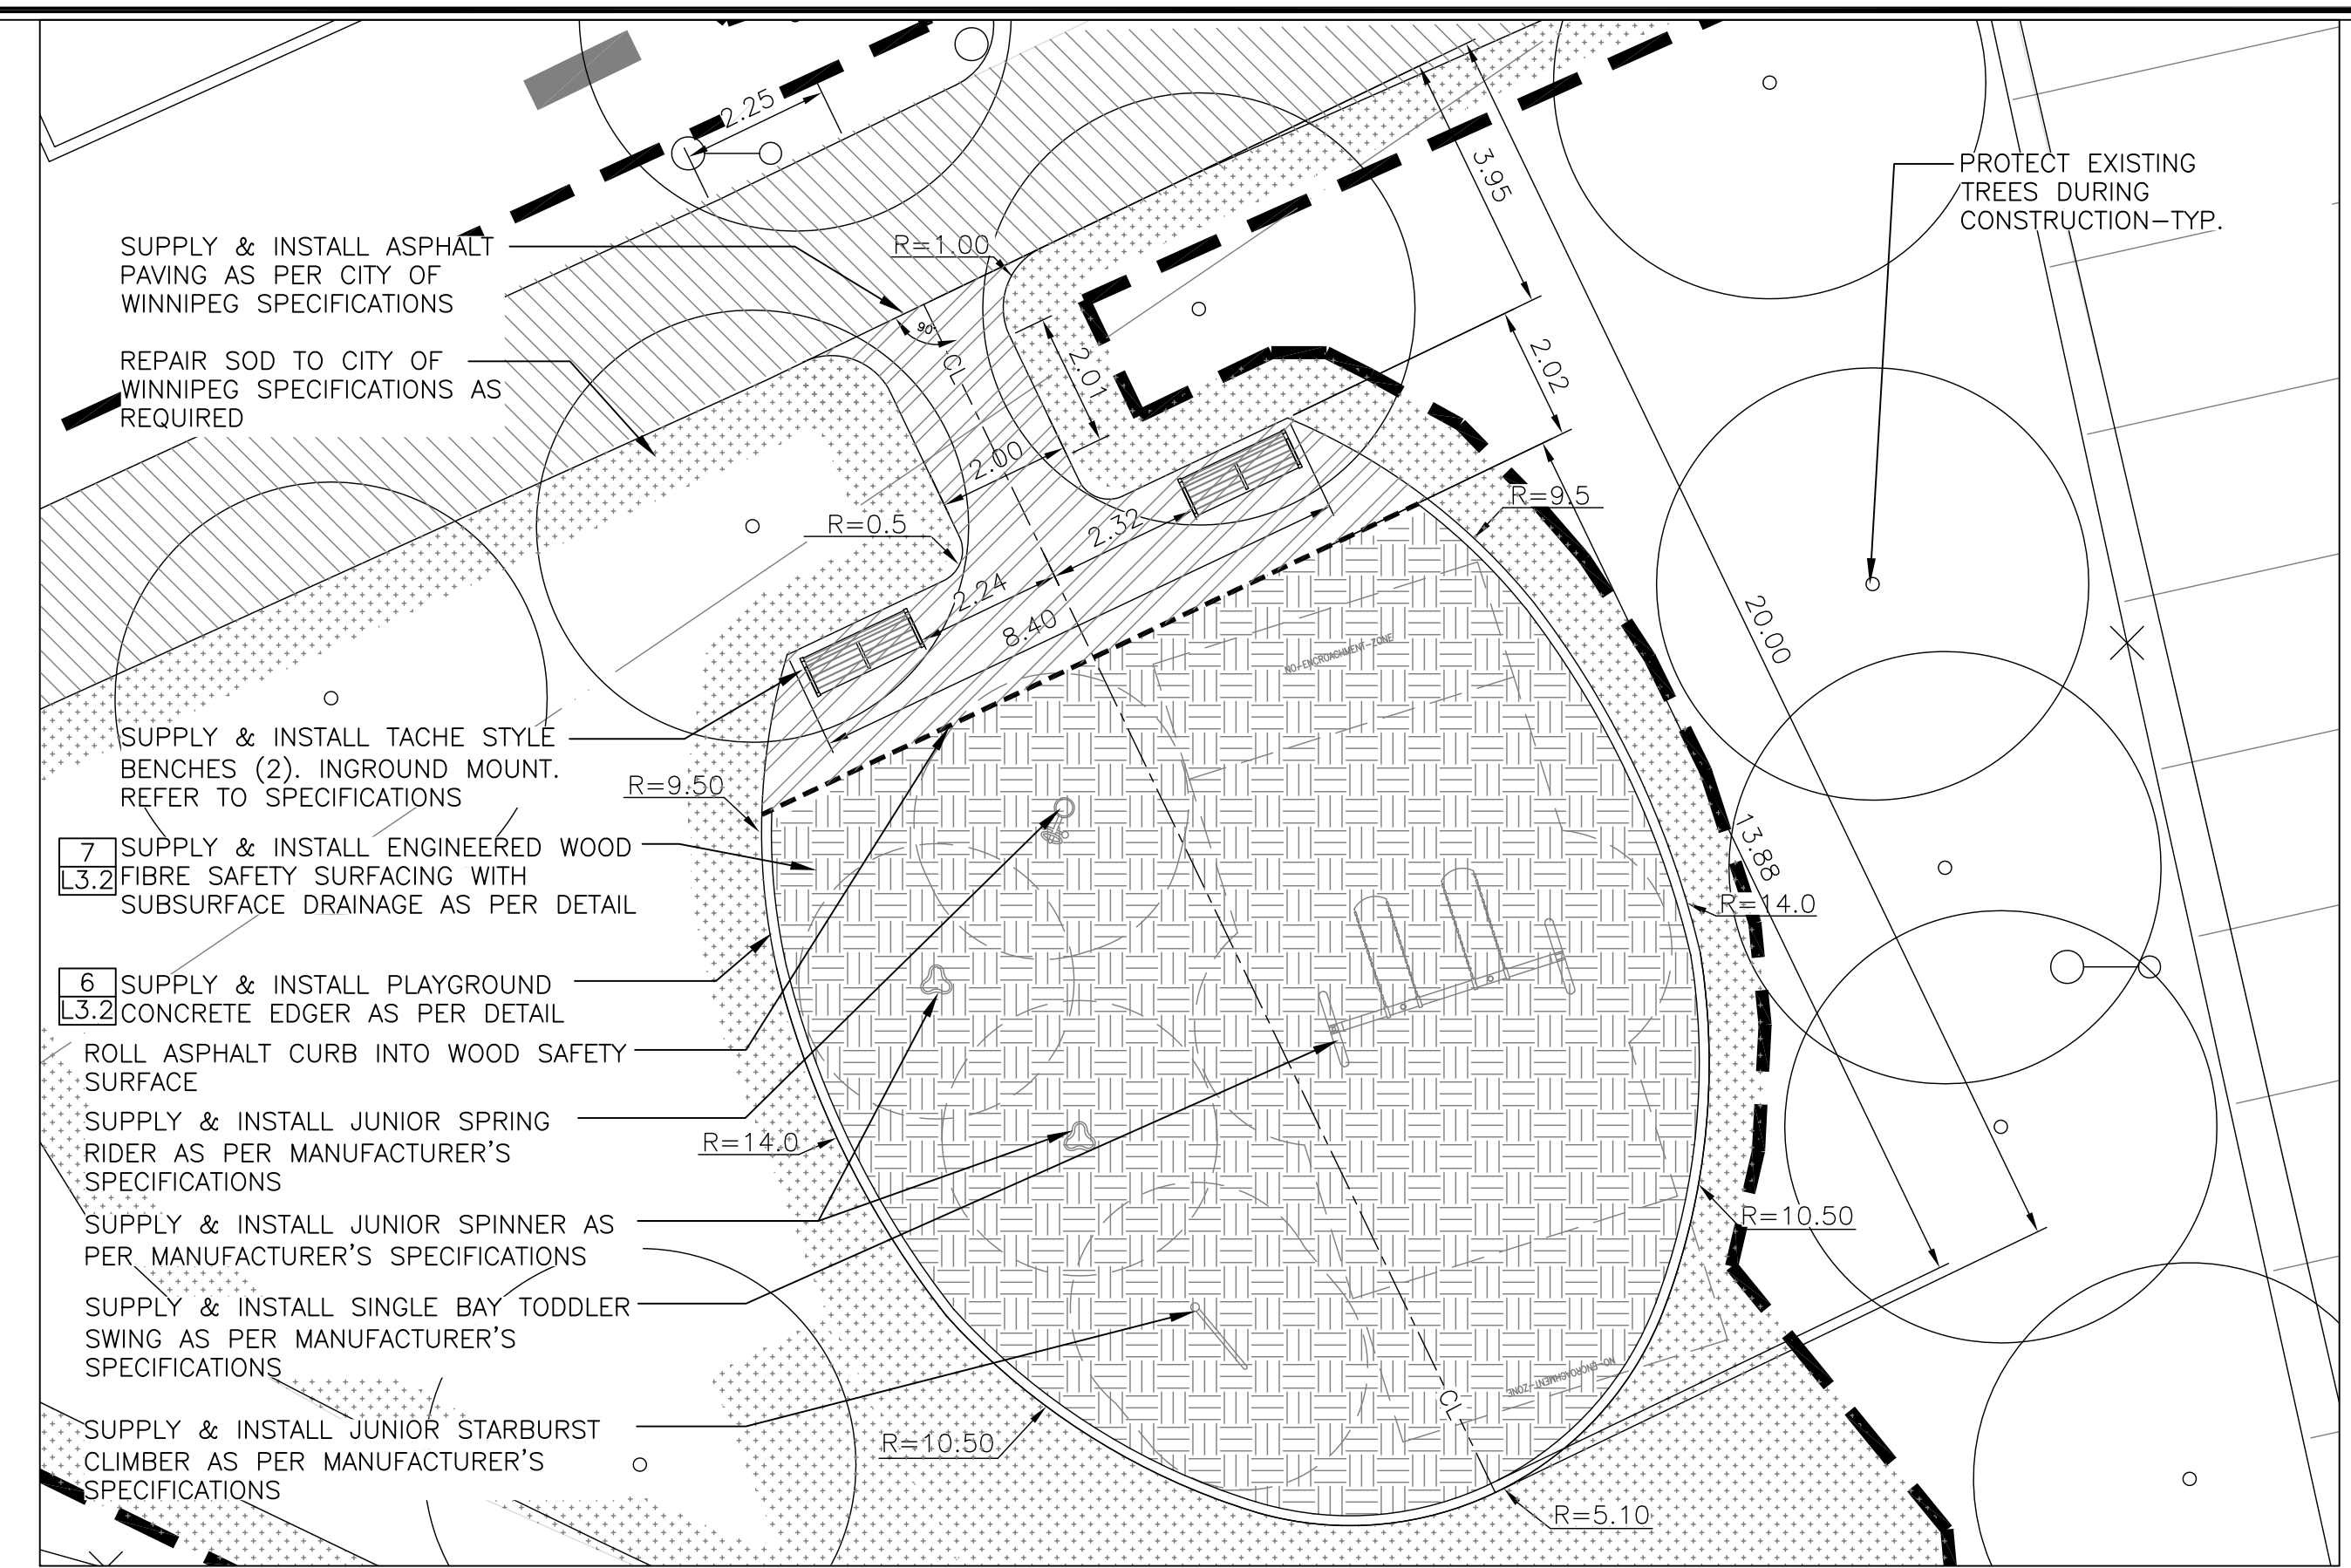 2.25
3.95
PROTECT EXISTING
TREES DURING
CONSTRUCTION-TYP.
SUPPLY & INSTALL ASPHALT
PAVING AS PER CITY OF
WINNIPEG SPECIFICATIONS
R=1.00
90°
CL
2.01
2.02
REPAIR SOD TO CITY OF
WINNIPEG SPECIFICATIONS AS
REQUIRED
2.00
R=0.5
2.32
R=9.5
2.24
8.40
NO-ENCROACHMENT-ZONE
20.00
SUPPLY & INSTALL TACHE STYLE
BENCHES (2). INGROUND MOUNT.
REFER TO SPECIFICATIONS
R=9.50
7
L3.2
SUPPLY & INSTALL ENGINEERED WOOD
FIBRE SAFETY SURFACING WITH
SUBSURFACE DRAINAGE AS PER DETAIL
13.88
R=14.0
6
L3.2
SUPPLY & INSTALL PLAYGROUND
CONCRETE EDGER AS PER DETAIL
ROLL ASPHALT CURB INTO WOOD SAFETY
SURFACE
SUPPLY & INSTALL JUNIOR SPRING
RIDER AS PER MANUFACTURER'S
SPECIFICATIONS
R=14.0
SUPPLY & INSTALL JUNIOR SPINNER AS
PER MANUFACTURER'S SPECIFICATIONS
R=10.50
SUPPLY & INSTALL SINGLE BAY TODDLER
SWING AS PER MANUFACTURER'S
SPECIFICATIONS
NO-ENCROACHMENT-ZONE
CL
SUPPLY & INSTALL JUNIOR STARBURST
CLIMBER AS PER MANUFACTURER'S
SPECIFICATIONS
R=10.50
R=5.10